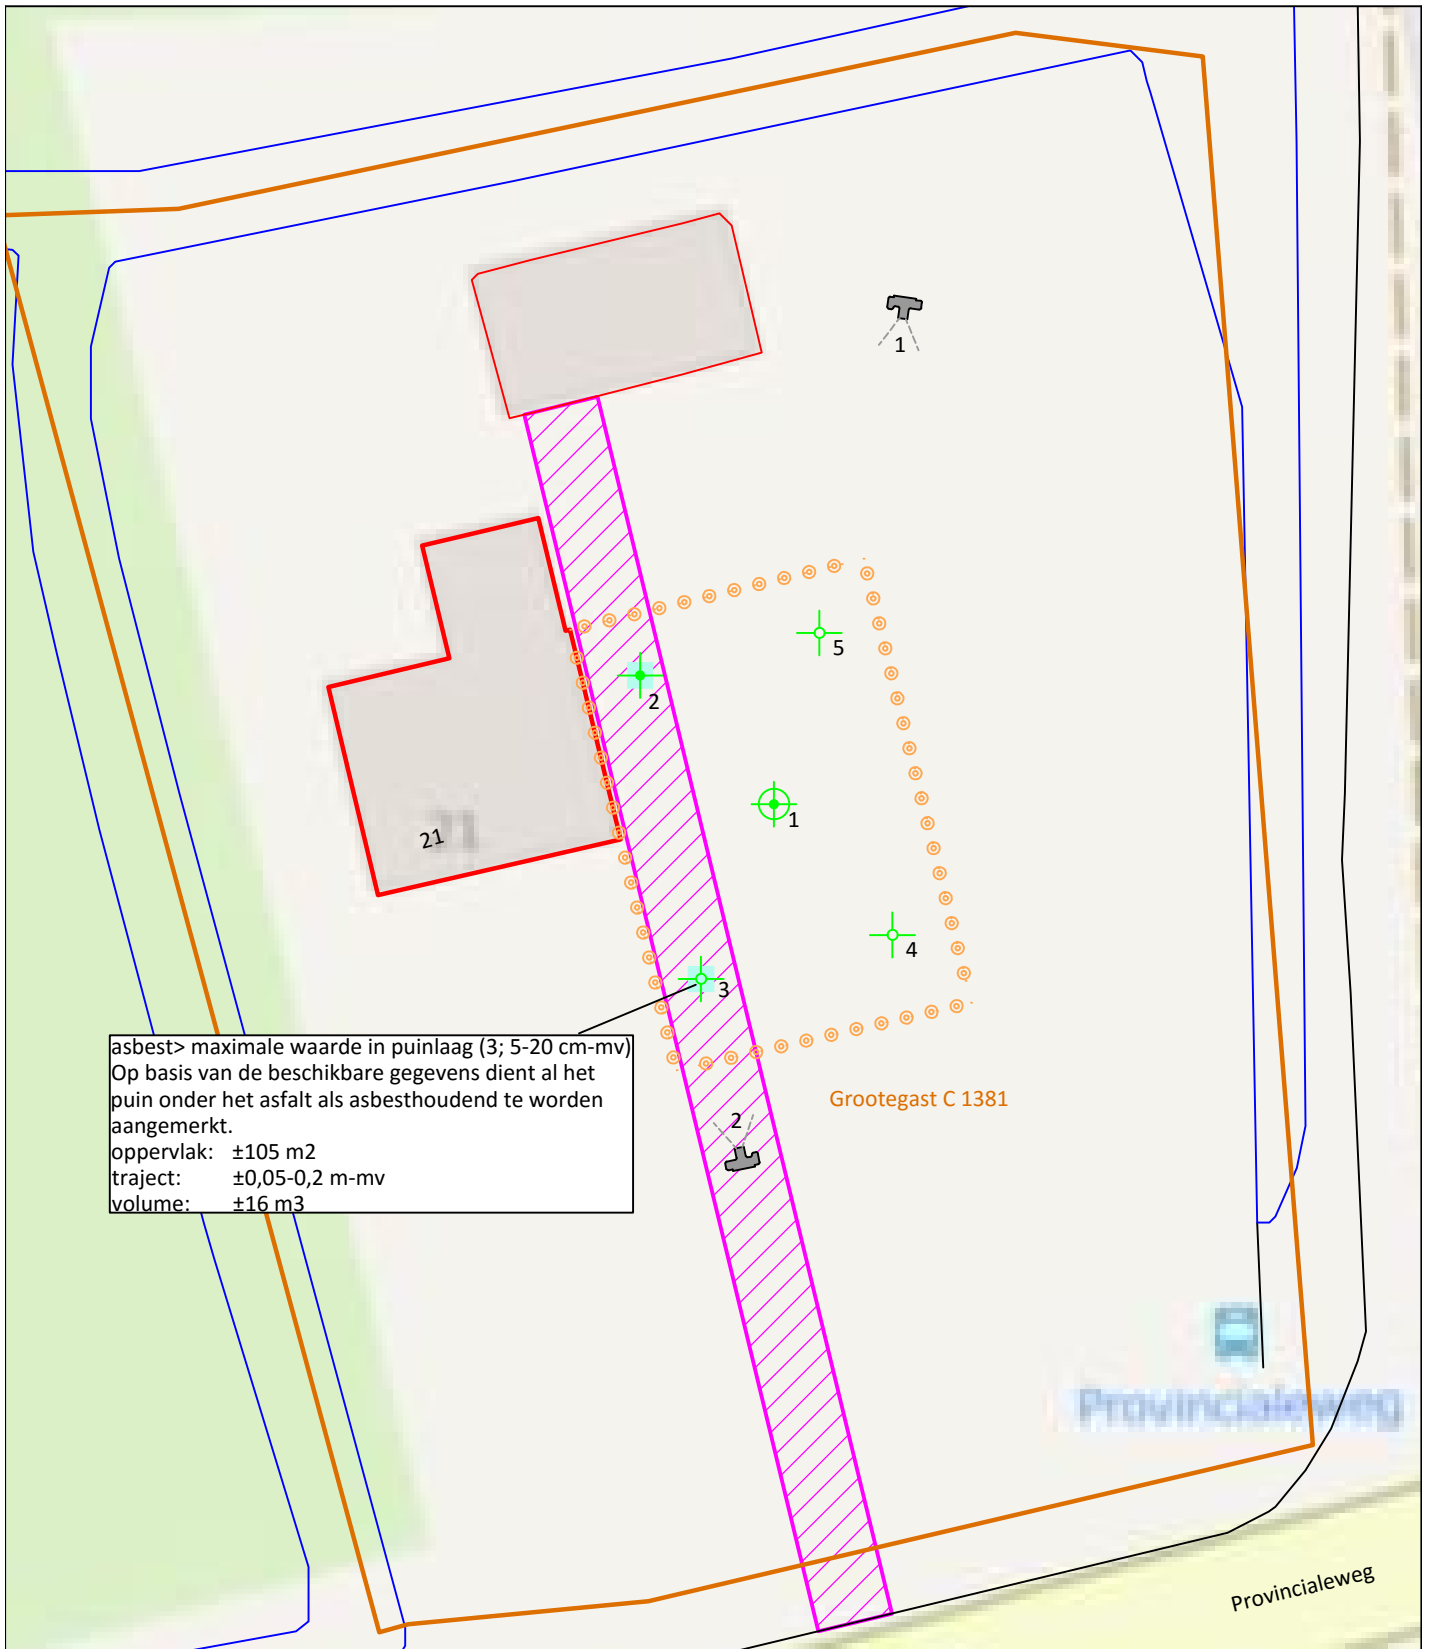 1
5
2
1
21
21
4
3
asbest> maximale waarde in puinlaag (3; 5-20 cm-mv)
Op basis van de beschikbare gegevens dient al het
puin onder het asfalt als asbesthoudend te worden
aangemerkt.
oppervlak: ±105 m2
traject: ±0,05-0,2 m-mv
volume: ±16 m3
Grootegast C 1381
2
Provincialeweg
Provincialeweg